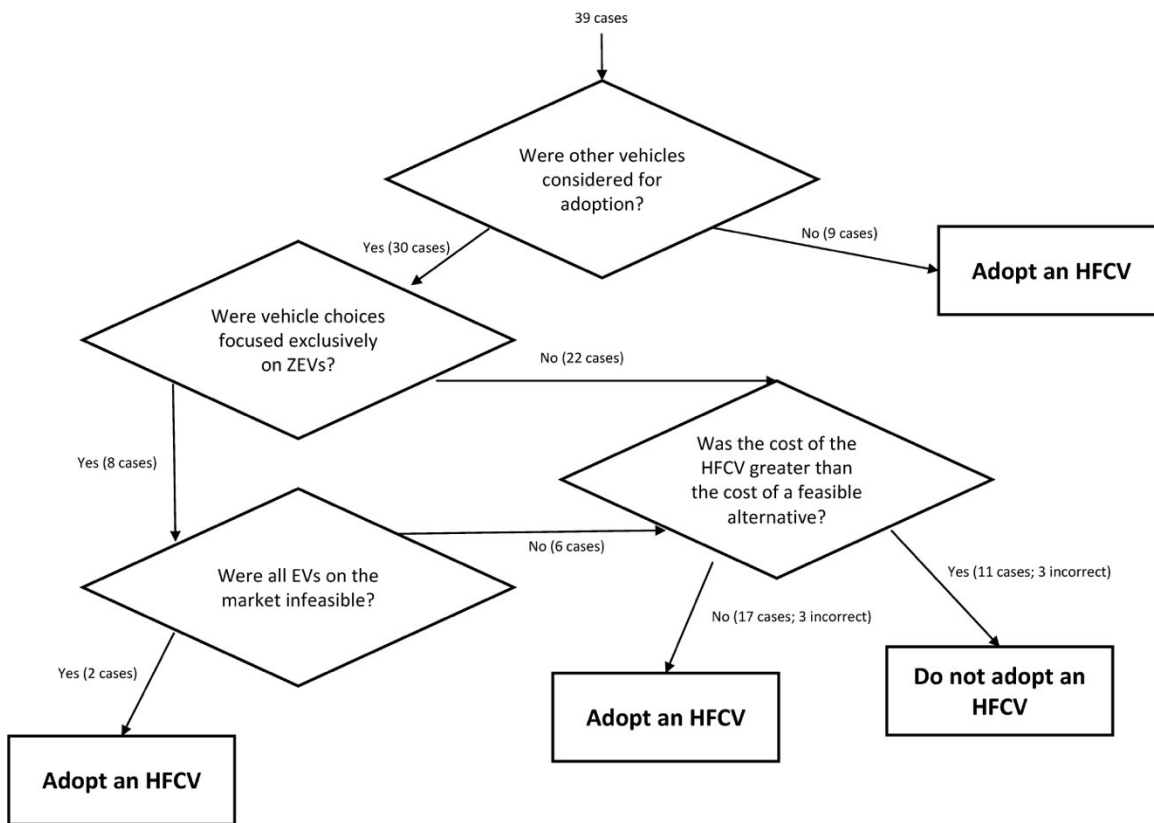 39 cases
Were other vehicles
considered for
adoption?
No (9 cases)
Adopt an HFCV
Yes (30 cases)
Were vehicle choices
focused exclusively
on ZEVs?
No (22 cases)
Was the cost of the
HFCV greater than
the cost of a feasible
alternative?
Yes (8 cases)
No (6 cases)
Were all EVs on the
market infeasible?
Yes (11 cases; 3 incorrect)
No (17 cases; 3 incorrect)
Yes (2 cases)
Do not adopt an
HFCV
Adopt an HFCV
Adopt an HFCV